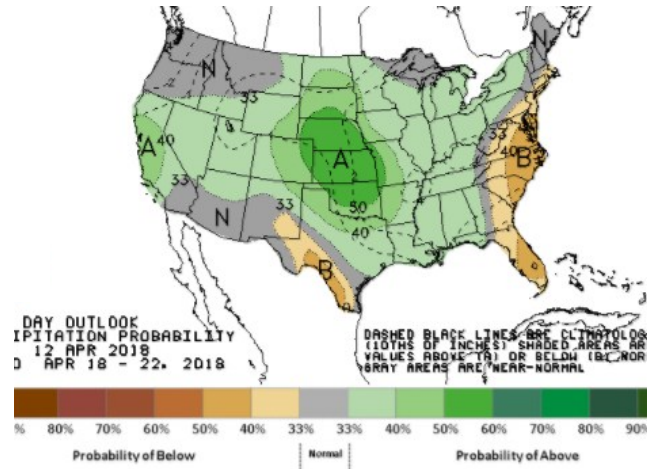 N
N
33
33
A
40
A
33
40
B
33
33
N
50
40
B
DAY OUTLOOK
IPITATION PROBABILITY
12 APR 2018
APR 18 - 22, 2018
DASHED BLACK LINES ARE CLIMATOLOG
(10THS OF INCHES) SHADED AREAS AR
VALUES ABOVE (A) OR BELOW (B) NOR
GRAY AREAS ARE NEAR-NORMAL
% 80% 70% 60% 50% 40% 33% 33% 40% 50% 60% 70% 80% 90%
Probability of Below Normal Probability of Above